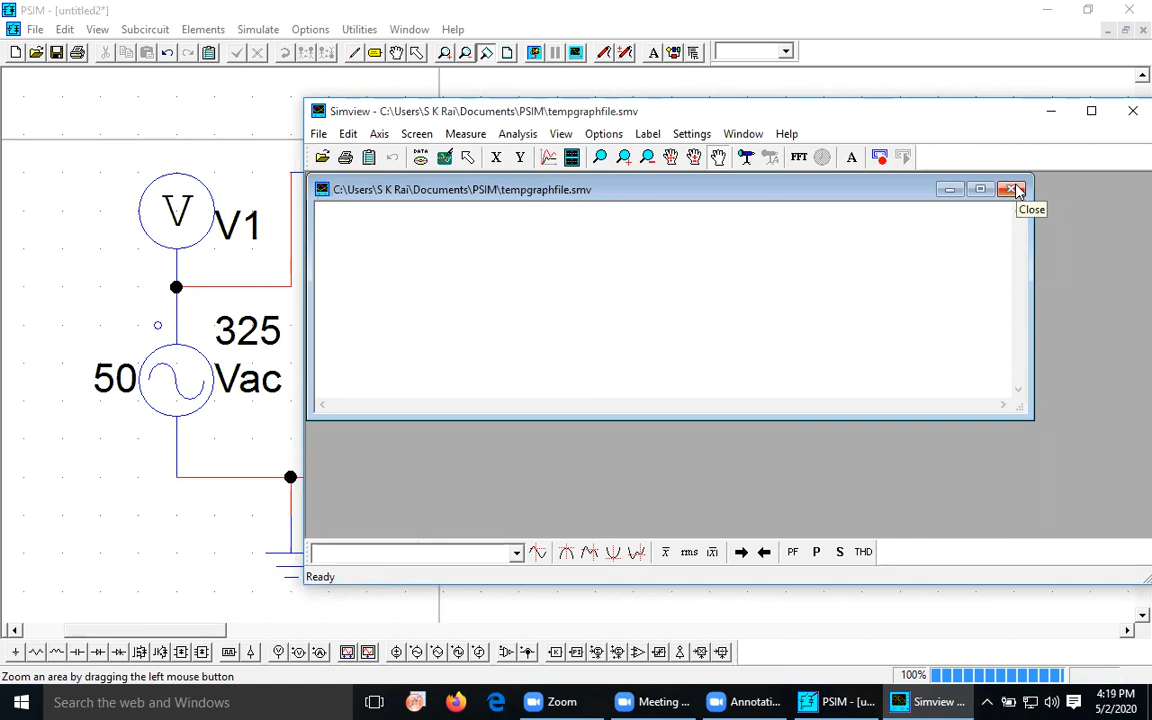 PSIM - [untitled2*]
File Edit View Subcircuit Elements Simulate Options Utilities Window Help
Simview - C:\Users\S K Rai\Documents\PSIM\tempgraphfile.smv
File Edit Axis Screen Measure Analysis View Options Label Settings Window Help
DATA X Y FFT A
C:\Users\S K Rai\Documents\PSIM\tempgraphfile.smv
Close
V V1
325
50 Vac
x rms |x| PF P S THD
Ready
Zoom an area by dragging the left mouse button
100%
Search the web and Windows
Zoom
Meeting ...
Annotati...
PSIM - [u...
Simview ...
4:19 PM
5/2/2020